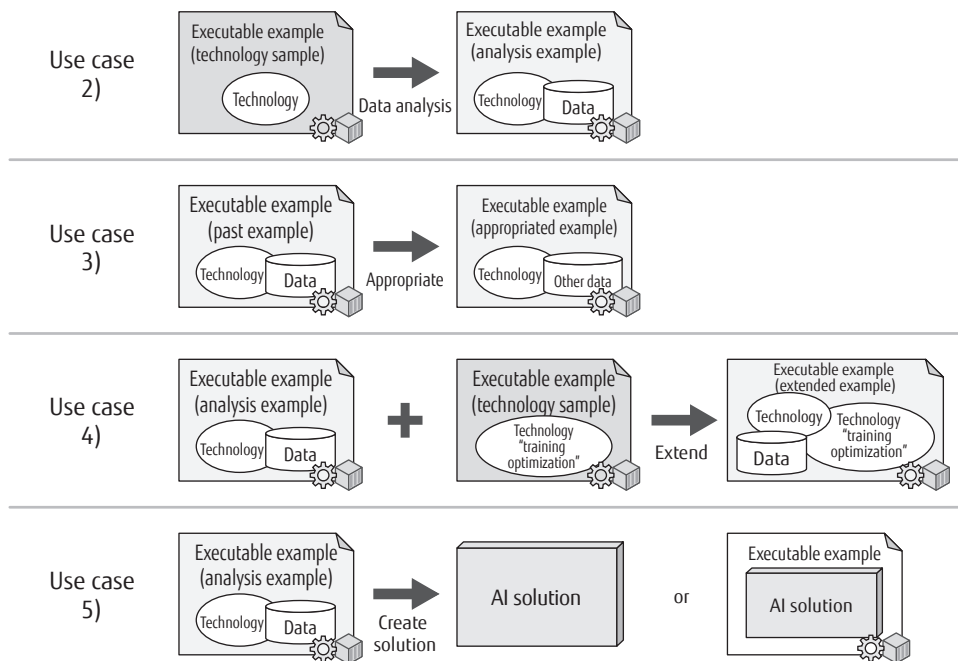 Use case
2)
Executable example
(technology sample)
Technology
Data analysis
Executable example
(analysis example)
Technology
Data
Use case
3)
Executable example
(past example)
Technology
Data
Appropriate
Executable example
(appropriated example)
Technology
Other data
Use case
4)
Executable example
(analysis example)
Technology
Data
+
Executable example
(technology sample)
Technology
"training
optimization"
Extend
Executable example
(extended example)
Technology
Data
Technology
"training
optimization"
Use case
5)
Executable example
(analysis example)
Technology
Data
Create
solution
AI solution
or
Executable example
AI solution